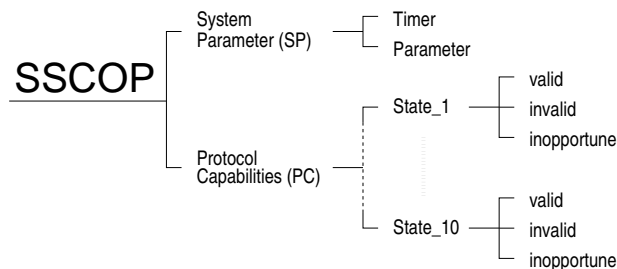 SSCOP
System
Parameter (SP)
Timer
Parameter
Protocol
Capabilities (PC)
State_1
valid
invalid
inopportune
State_10
valid
invalid
inopportune